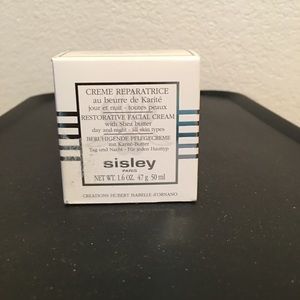 CREME REPARATRICE
au beurre de Karité
jour et nuit - toutes peaux
RESTORATIVE FACIAL CREAM
with Shea butter
day and night - all skin types
BERUHIGENDE PFLEGECREME
mit Karité-Butter
Tag und Nacht - Für jeden Hauttyp
sisley
PARIS
NET WT. 1.6 OZ. 47 g 50 ml
CREATIONS HUBERT ISABELLE d'ORNANO